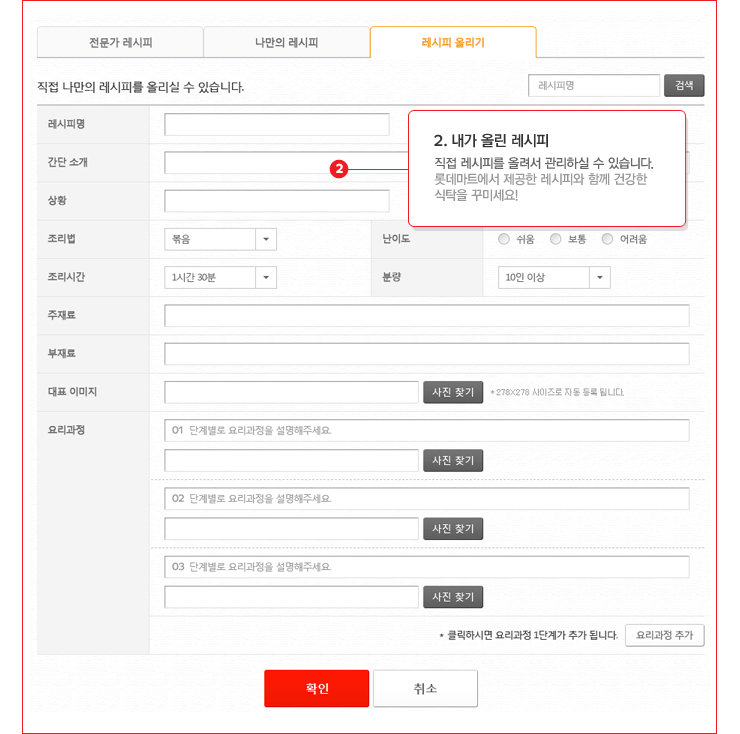 전문가 레시피 나만의 레시피 레시피 올리기
직접 나만의 레시피를 올리실 수 있습니다. 레시피명 검색
레시피명
2. 내가 올린 레시피
직접 레시피를 올려서 관리하실 수 있습니다.
롯데마트에서 제공한 레시피와 함께 건강한
식탁을 꾸미세요!
간단 소개
2
상황
조리법 볶음 난이도 쉬움 보통 어려움
조리시간 1시간 30분 분량 10인 이상
주재료
부재료
대표 이미지 사진 찾기 * 278X278 사이즈로 자동 등록 됩니다.
요리과정 01 단계별로 요리과정을 설명해주세요.
사진 찾기
02 단계별로 요리과정을 설명해주세요.
사진 찾기
03 단계별로 요리과정을 설명해주세요.
사진 찾기
* 클릭하시면 요리과정 1단계가 추가 됩니다. 요리과정 추가
확인 취소